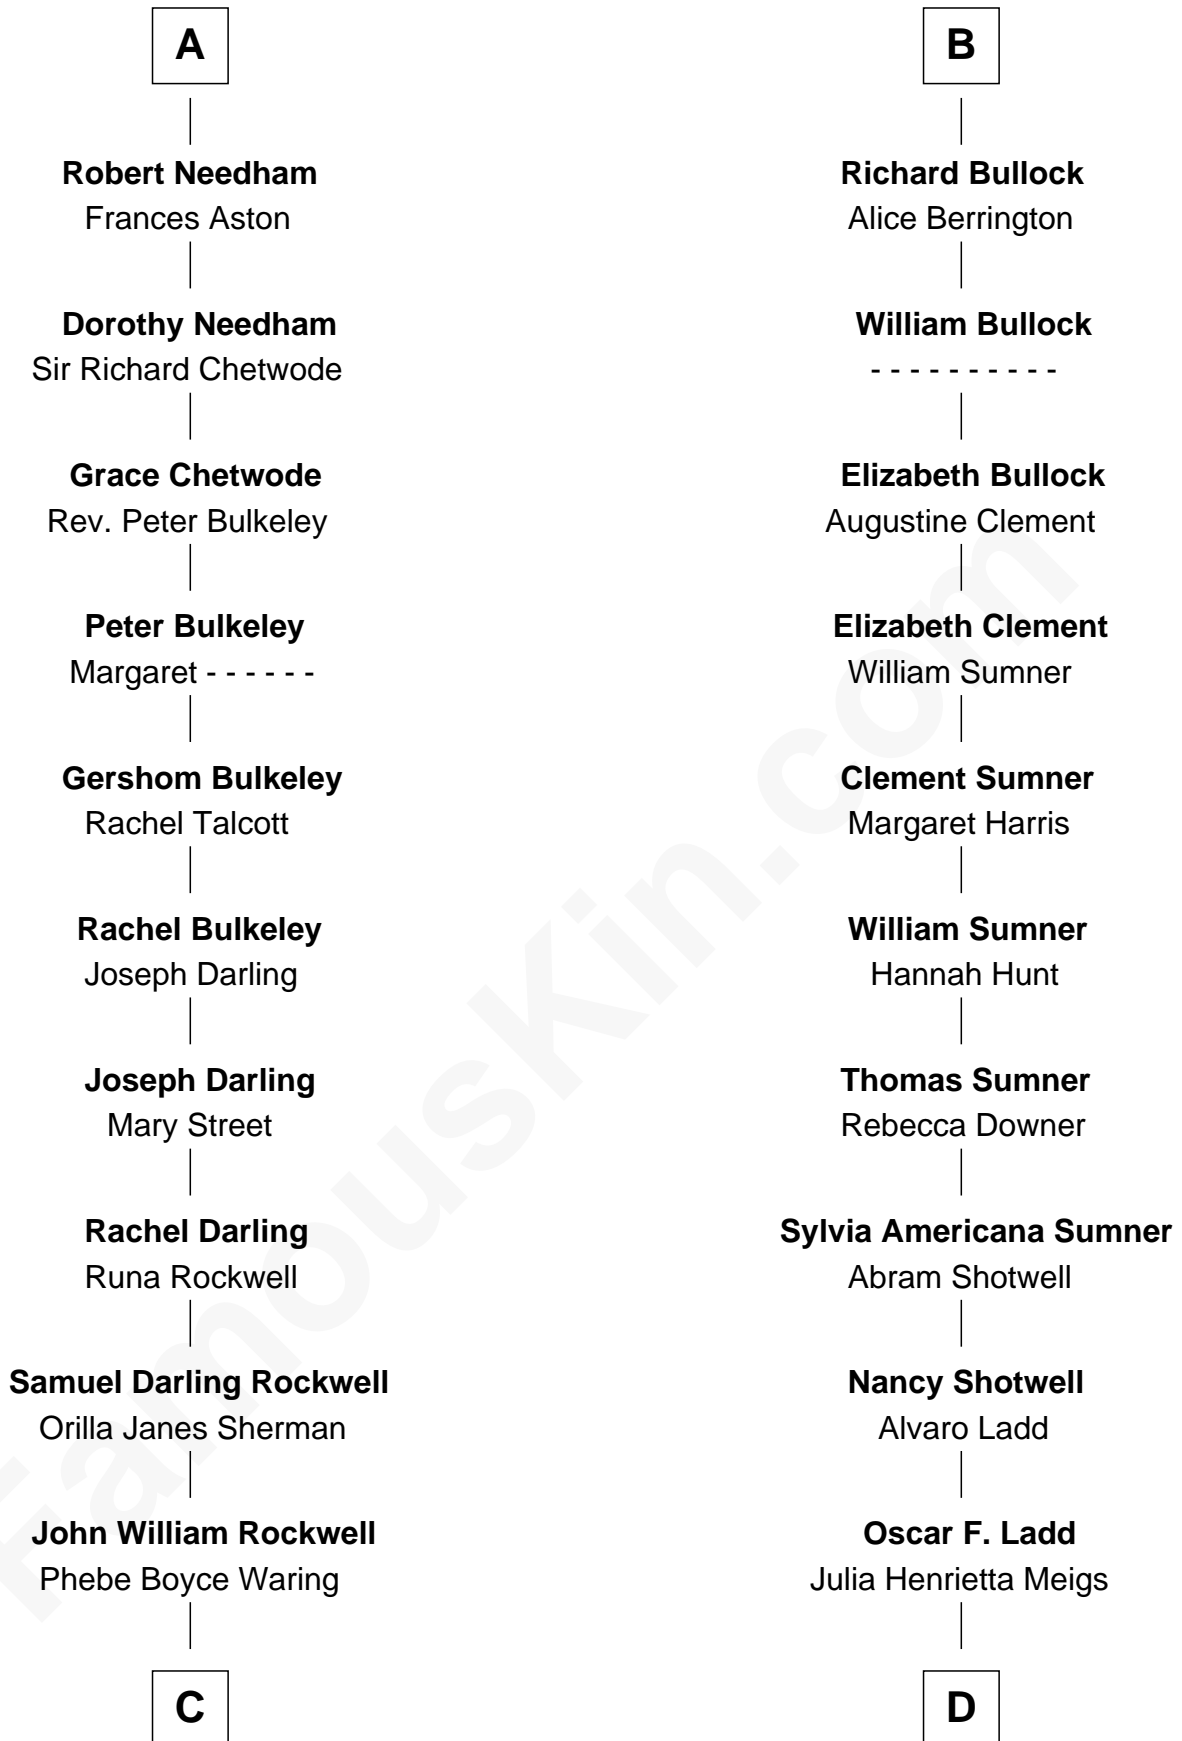 A
Robert Needham
Frances Aston
Dorothy Needham
Sir Richard Chetwode
Grace Chetwode
Rev. Peter Bulkeley
Peter Bulkeley
Margaret - - - - - -
Gershom Bulkeley
Rachel Talcott
Rachel Bulkeley
Joseph Darling
Joseph Darling
Mary Street
Rachel Darling
Runa Rockwell
Samuel Darling Rockwell
Orilla Janes Sherman
John William Rockwell
Phebe Boyce Waring
C
B
Richard Bullock
Alice Berrington
William Bullock
- - - - - - - - - -
Elizabeth Bullock
Augustine Clement
Elizabeth Clement
William Sumner
Clement Sumner
Margaret Harris
William Sumner
Hannah Hunt
Thomas Sumner
Rebecca Downer
Sylvia Americana Sumner
Abram Shotwell
Nancy Shotwell
Alvaro Ladd
Oscar F. Ladd
Julia Henrietta Meigs
D
FamousKin.com